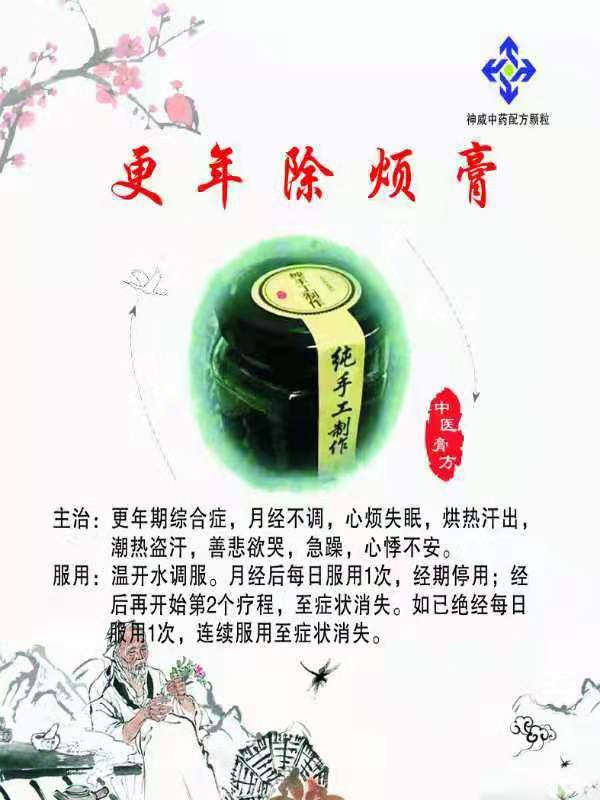 神威中药配方颗粒
更年除烦膏
纯手工制作
纯手工制作
中医膏方
主治：更年期综合症，月经不调，心烦失眠，烘热汗出，
潮热盗汗，善悲欲哭，急躁，心悸不安。
服用：温开水调服。月经后每日服用1次，经期停用；经
后再开始第2个疗程，至症状消失。如已绝经每日
服用1次，连续服用至症状消失。